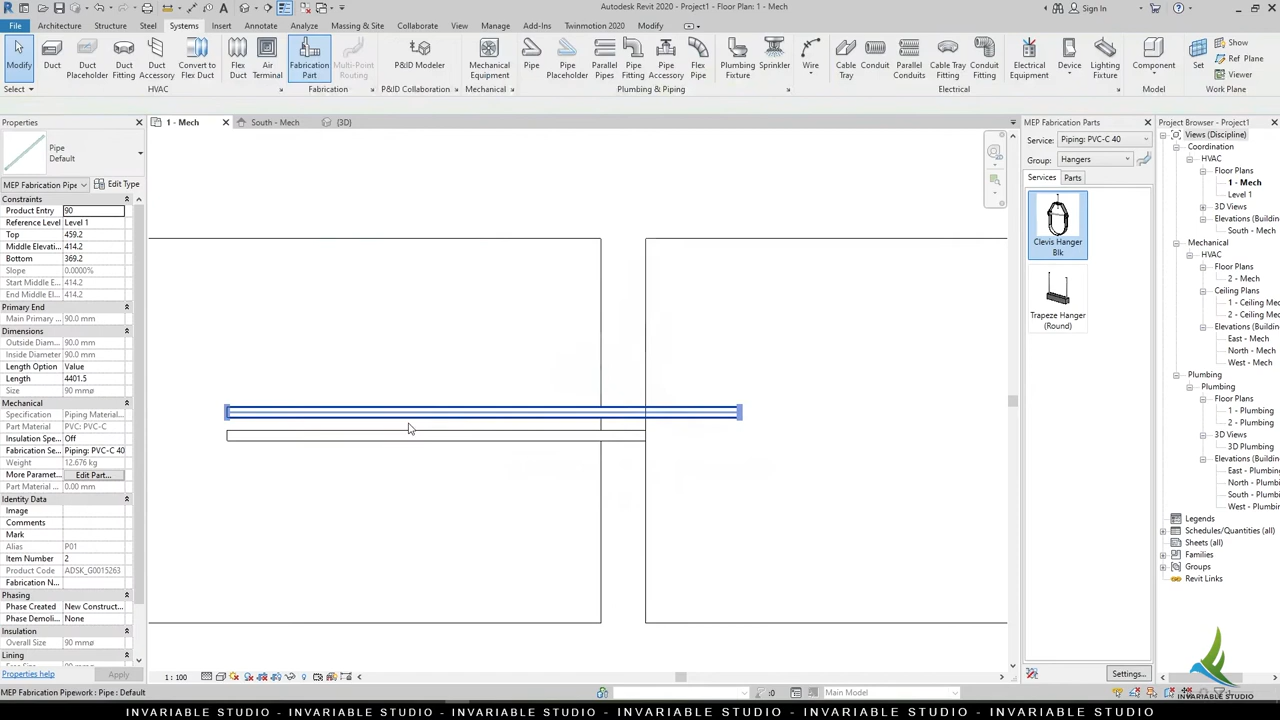 Autodesk Revit 2020 - Project1 - Floor Plan: 1 - Mech
Sign In
File Architecture Structure Steel Systems Insert Annotate Analyze Massing & Site Collaborate View Manage Add-Ins Twinmotion 2020 Modify
Modify
Duct
Duct Placeholder
Duct Fitting
Duct Accessory
Convert to Flex Duct
Flex Duct
Air Terminal
Fabrication Part
Multi-Point Routing
P&ID Modeler
Mechanical Equipment
Pipe
Pipe Placeholder
Parallel Pipes
Pipe Fitting
Pipe Accessory
Flex Pipe
Plumbing Fixture
Sprinkler
Wire
Cable Tray
Conduit
Parallel Conduits
Cable Tray Fitting
Conduit Fitting
Electrical Equipment
Device
Lighting Fixture
Component
Set
Show
Ref Plane
Viewer
Select HVAC Fabrication P&ID Collaboration Mechanical Plumbing & Piping Electrical Model Work Plane
Properties
1 - Mech
South - Mech
{3D}
Pipe
Default
MEP Fabrication Pipe
Edit Type
Constraints
Product Entry 90
Reference Level Level 1
Top 459.2
Middle Elevati... 414.2
Bottom 369.2
Slope 0.0000%
Start Middle E... 414.2
End Middle El... 414.2
Primary End
Main Primary ... 90.0 mm
Dimensions
Outside Diam... 90.0 mm
Inside Diameter 90.0 mm
Length Option Value
Length 4401.5
Size 90 mmø
Mechanical
Specification Piping Material...
Part Material PVC: PVC-C
Insulation Spe... Off
Fabrication Se... Piping: PVC-C 40
Weight 12.676 kg
More Paramet... Edit Part...
Part Material ... 0.00 mm
Identity Data
Image
Comments
Mark
Alias P01
Item Number 2
Product Code ADSK_G0015263
Fabrication N...
Phasing
Phase Created New Construct...
Phase Demoli... None
Insulation
Overall Size 90 mmø
Lining
Properties help
Apply
MEP Fabrication Parts
Service: Piping: PVC-C 40
Group: Hangers
Services Parts
Clevis Hanger
Blk
Trapeze Hanger
(Round)
Settings...
Project Browser - Project1
Views (Discipline)
Coordination
HVAC
Floor Plans
1 - Mech
Level 1
3D Views
Elevations (Buildin
South - Mech
Mechanical
HVAC
Floor Plans
2 - Mech
Ceiling Plans
1 - Ceiling Mec
2 - Ceiling Mec
Elevations (Buildin
East - Mech
North - Mech
West - Mech
Plumbing
Plumbing
Floor Plans
1 - Plumbing
2 - Plumbing
3D Views
3D Plumbing
Elevations (Buildin
East - Plumbing
North - Plumbin
South - Plumbin
West - Plumbin
Legends
Schedules/Quantities (all)
Sheets (all)
Families
Groups
Revit Links
1 : 100
MEP Fabrication Pipework : Pipe : Default
:0
Main Model
INVARIABLE STUDIO
INVARIABLE STUDIO - INVARIABLE STUDIO - INVARIABLE STUDIO - INVARIABLE STUDIO - INVARIABLE STUDIO - INVARIABLE STUDIO - INVARIABLE STUDIO